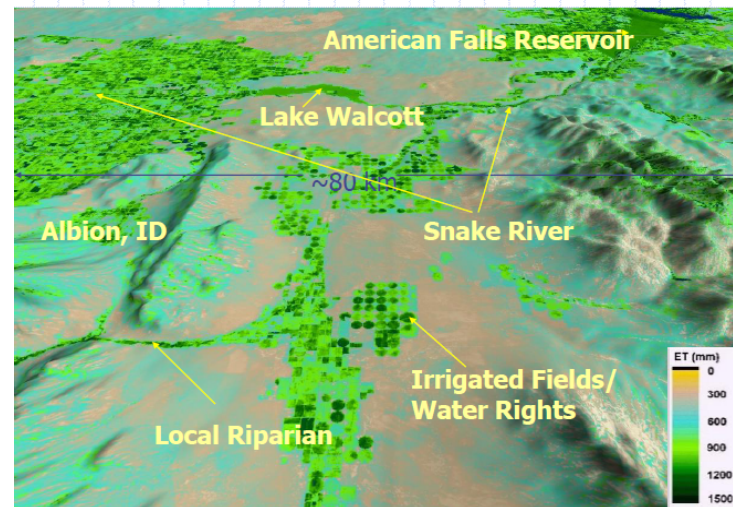 American Falls Reservoir
Lake Walcott
~80 km
Albion, ID
Snake River
Irrigated Fields/
Water Rights
Local Riparian
ET (mm)
0
300
600
900
1200
1500